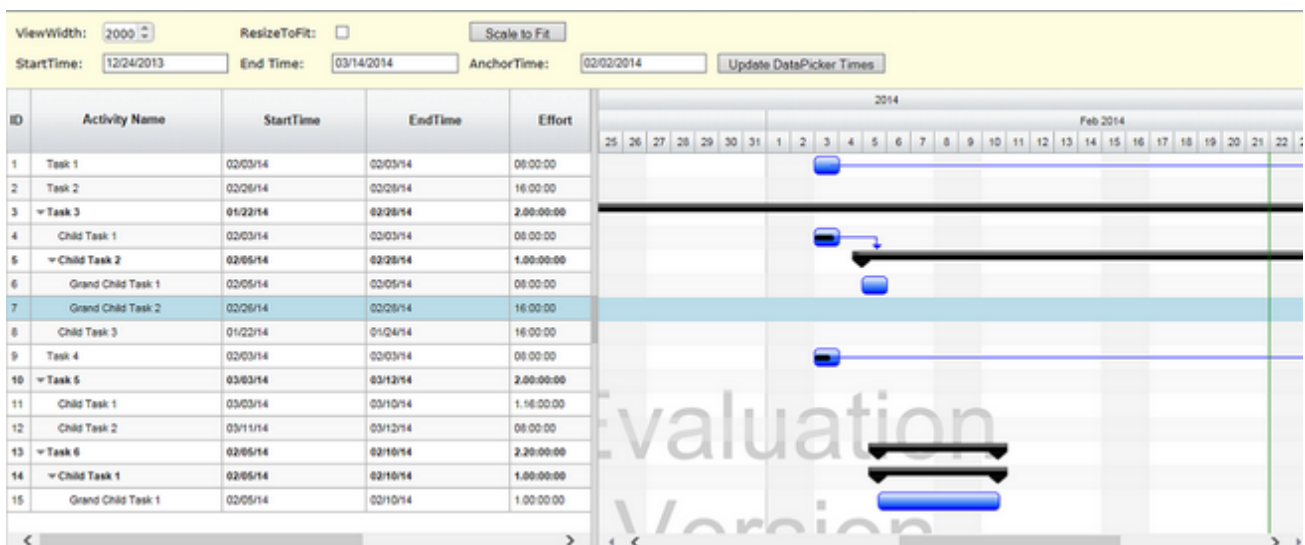 ViewWidth: 2000 ResizeToFit: Scale to Fit
StartTime: 12/24/2013 End Time: 03/14/2014 AnchorTime: 02/02/2014 Update DataPicker Times
2014
ID Activity Name StartTime EndTime Effort Feb 2014
25 26 27 28 29 30 31 1 2 3 4 5 6 7 8 9 10 11 12 13 14 15 16 17 18 19 20 21 22
1 Task 1 02/03/14 02/03/14 08:00:00
2 Task 2 02/26/14 02/28/14 16:00:00
3 Task 3 01/22/14 02/28/14 2.00:00:00
4 Child Task 1 02/03/14 02/03/14 08:00:00
5 Child Task 2 02/05/14 02/28/14 1.00:00:00
6 Grand Child Task 1 02/05/14 02/05/14 08:00:00
7 Grand Child Task 2 02/26/14 02/28/14 16:00:00
8 Child Task 3 01/22/14 01/24/14 16:00:00
9 Task 4 02/03/14 02/03/14 08:00:00
10 Task 5 03/03/14 03/12/14 2.00:00:00
11 Child Task 1 03/03/14 03/10/14 1.16:00:00
12 Child Task 2 03/11/14 03/12/14 08:00:00
Evaluation
13 Task 6 02/05/14 02/10/14 2.20:00:00
14 Child Task 1 02/05/14 02/10/14 1.00:00:00
15 Grand Child Task 1 02/05/14 02/10/14 1.00:00:00
Version